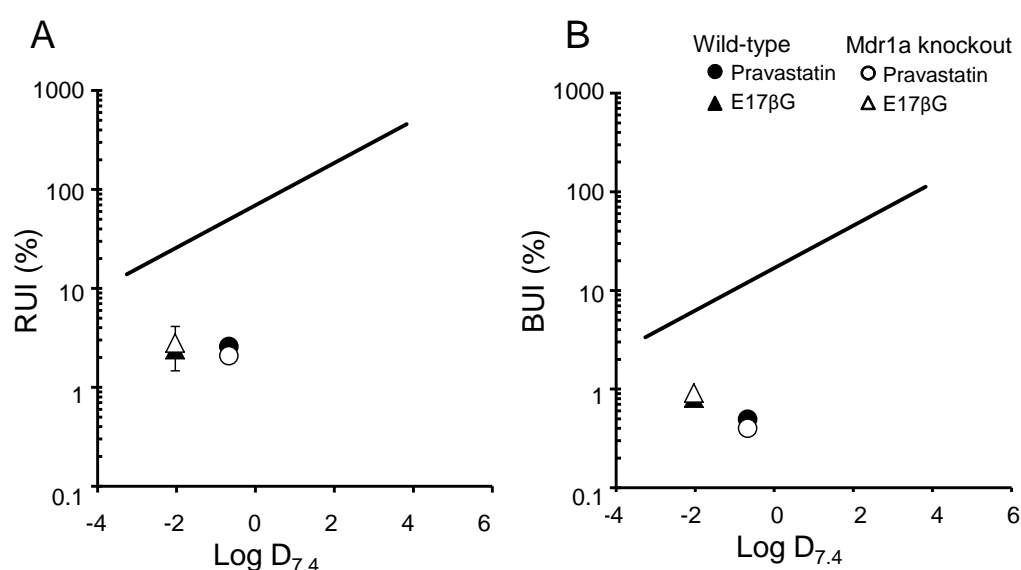 A
RUI (%)
1000
100
10
1
0.1
-4 -2 0 2 4 6
Log D7.4
B
Wild-type Mdr1a knockout
Pravastatin Pravastatin
E17βG E17βG
BUI (%)
1000
100
10
1
0.1
-4 -2 0 2 4 6
Log D7.4